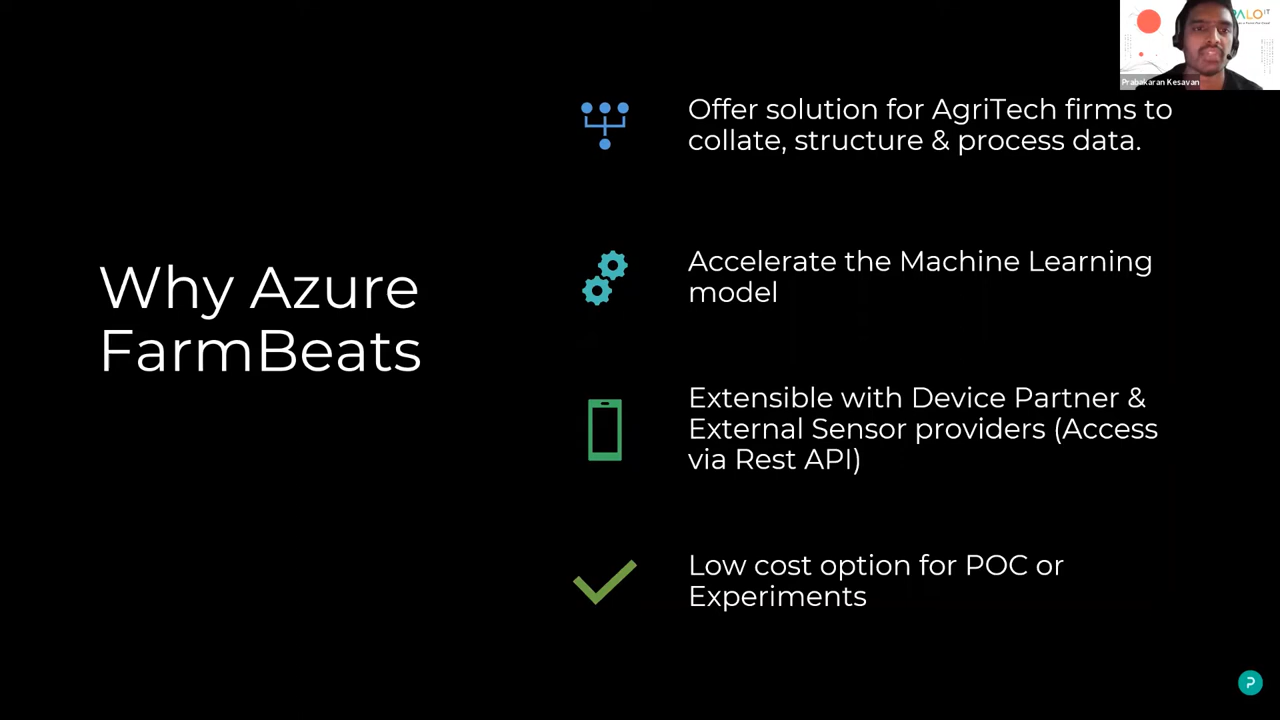 Why Azure
FarmBeats
Offer solution for AgriTech firms to
collate, structure & process data.
Accelerate the Machine Learning
model
Extensible with Device Partner &
External Sensor providers (Access
via Rest API)
Low cost option for POC or
Experiments
Prabakaran Kesavan